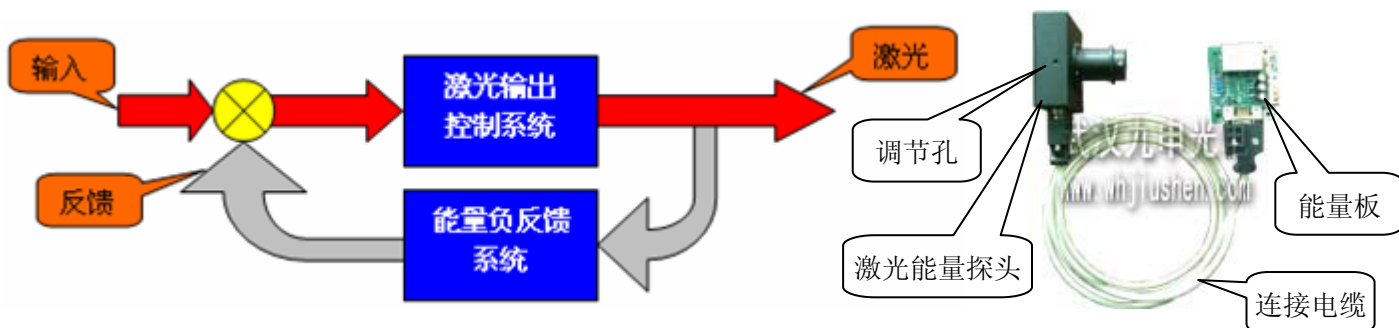 输入
激光输出
控制系统
激光
反馈
能量负反馈
系统
调节孔
激光能量探头
能量板
连接电缆
www.whjiushen.com